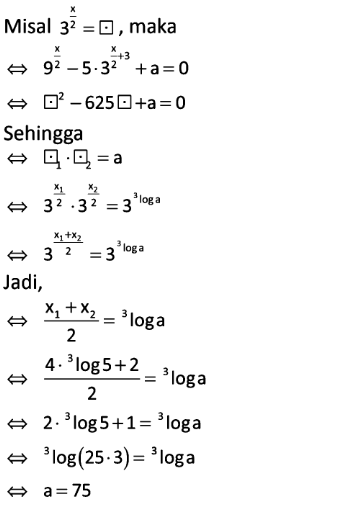 Misal 3^(x/2) = ⊡ , maka
⇔ 9^(x/2) − 5·3^(x/2+3) + a = 0
⇔ ⊡² − 625⊡ + a = 0
Sehingga
⇔ ⊡₁·⊡₂ = a
⇔ 3^(x₁/2)·3^(x₂/2) = 3^(³log a)
⇔ 3^((x₁+x₂)/2) = 3^(³log a)
Jadi,
⇔ (x₁ + x₂)/2 = ³log a
⇔ (4·³log 5 + 2)/2 = ³log a
⇔ 2·³log 5 + 1 = ³log a
⇔ ³log(25·3) = ³log a
⇔ a = 75